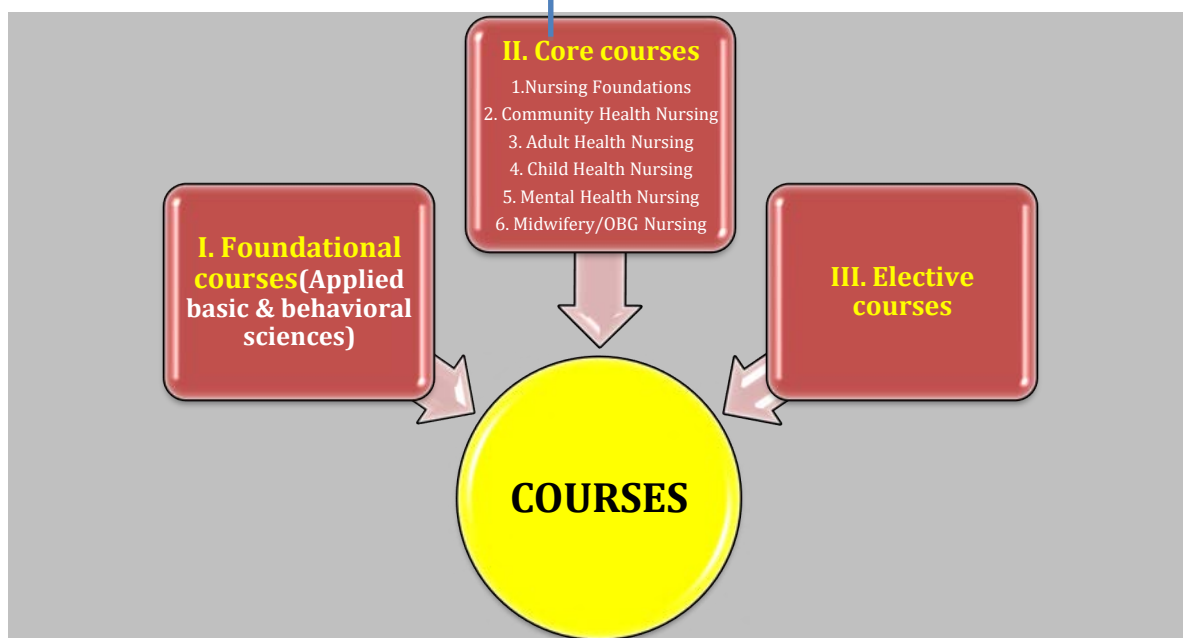 II. Core courses
1.Nursing Foundations
2. Community Health Nursing
3. Adult Health Nursing
4. Child Health Nursing
5. Mental Health Nursing
6. Midwifery/OBG Nursing
I. Foundational
courses(Applied
basic & behavioral
sciences)
III. Elective
courses
COURSES